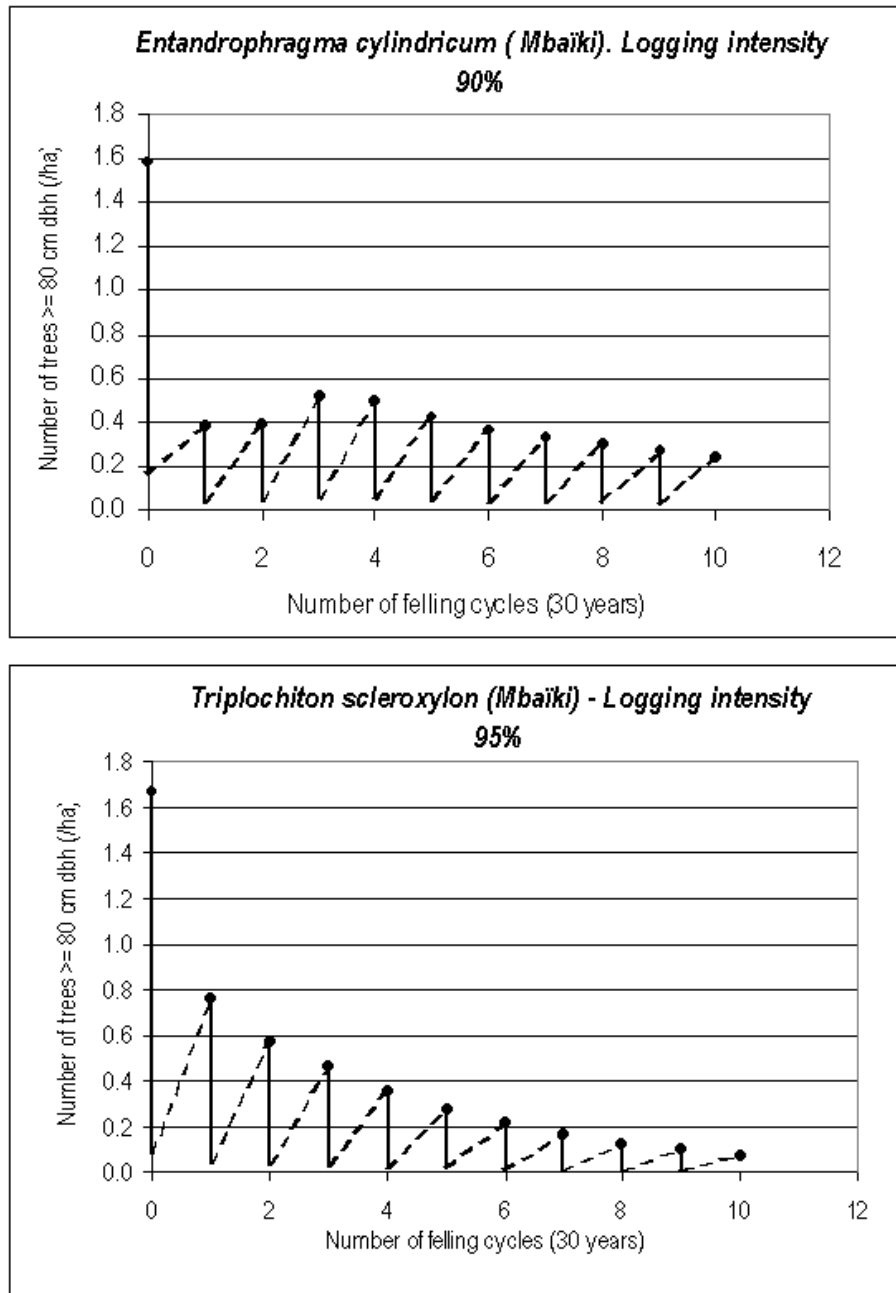 Entandrophragma cylindricum ( Mbaïki). Logging intensity
90%
Number of trees >= 80 cm dbh (/ha)
1.8
1.6
1.4
1.2
1.0
0.8
0.6
0.4
0.2
0.0
0 2 4 6 8 10 12
Number of felling cycles (30 years)
Triplochiton scleroxylon (Mbaïki) - Logging intensity
95%
Number of trees >= 80 cm dbh (/ha)
1.8
1.6
1.4
1.2
1.0
0.8
0.6
0.4
0.2
0.0
0 2 4 6 8 10 12
Number of felling cycles (30 years)